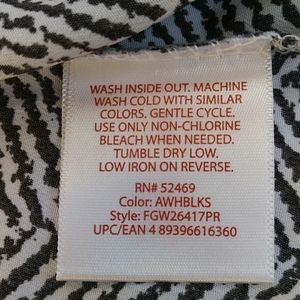 WASH INSIDE OUT. MACHINE
WASH COLD WITH SIMILAR
COLORS. GENTLE CYCLE.
USE ONLY NON-CHLORINE
BLEACH WHEN NEEDED.
TUMBLE DRY LOW.
LOW IRON ON REVERSE.
RN# 52469
Color: AWHBLKS
Style: FGW26417PR
UPC/EAN 4 89396616360